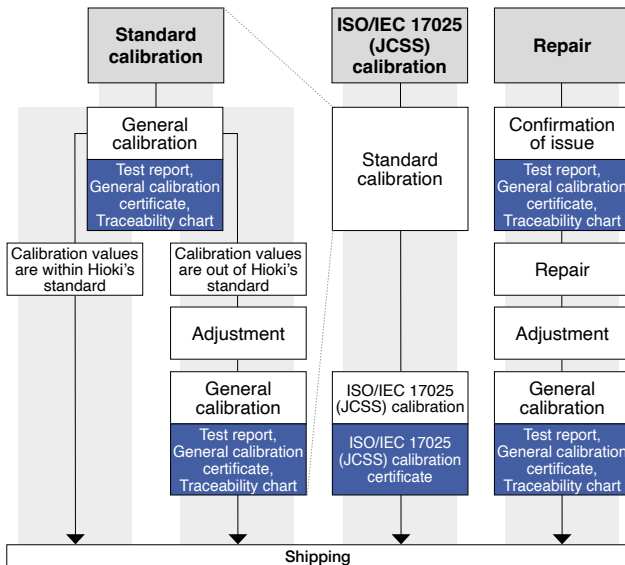 Standard
calibration
General
calibration
Test report,
General calibration
certificate,
Traceability chart
Calibration values
are within Hioki's
standard
Calibration values
are out of Hioki's
standard
Adjustment
General
calibration
Test report,
General calibration
certificate,
Traceability chart
ISO/IEC 17025
(JCSS)
calibration
Standard
calibration
ISO/IEC 17025
(JCSS) calibration
ISO/IEC 17025
(JCSS) calibration
certificate
Repair
Confirmation
of issue
Test report,
General calibration
certificate,
Traceability chart
Repair
Adjustment
General
calibration
Test report,
General calibration
certificate,
Traceability chart
Shipping